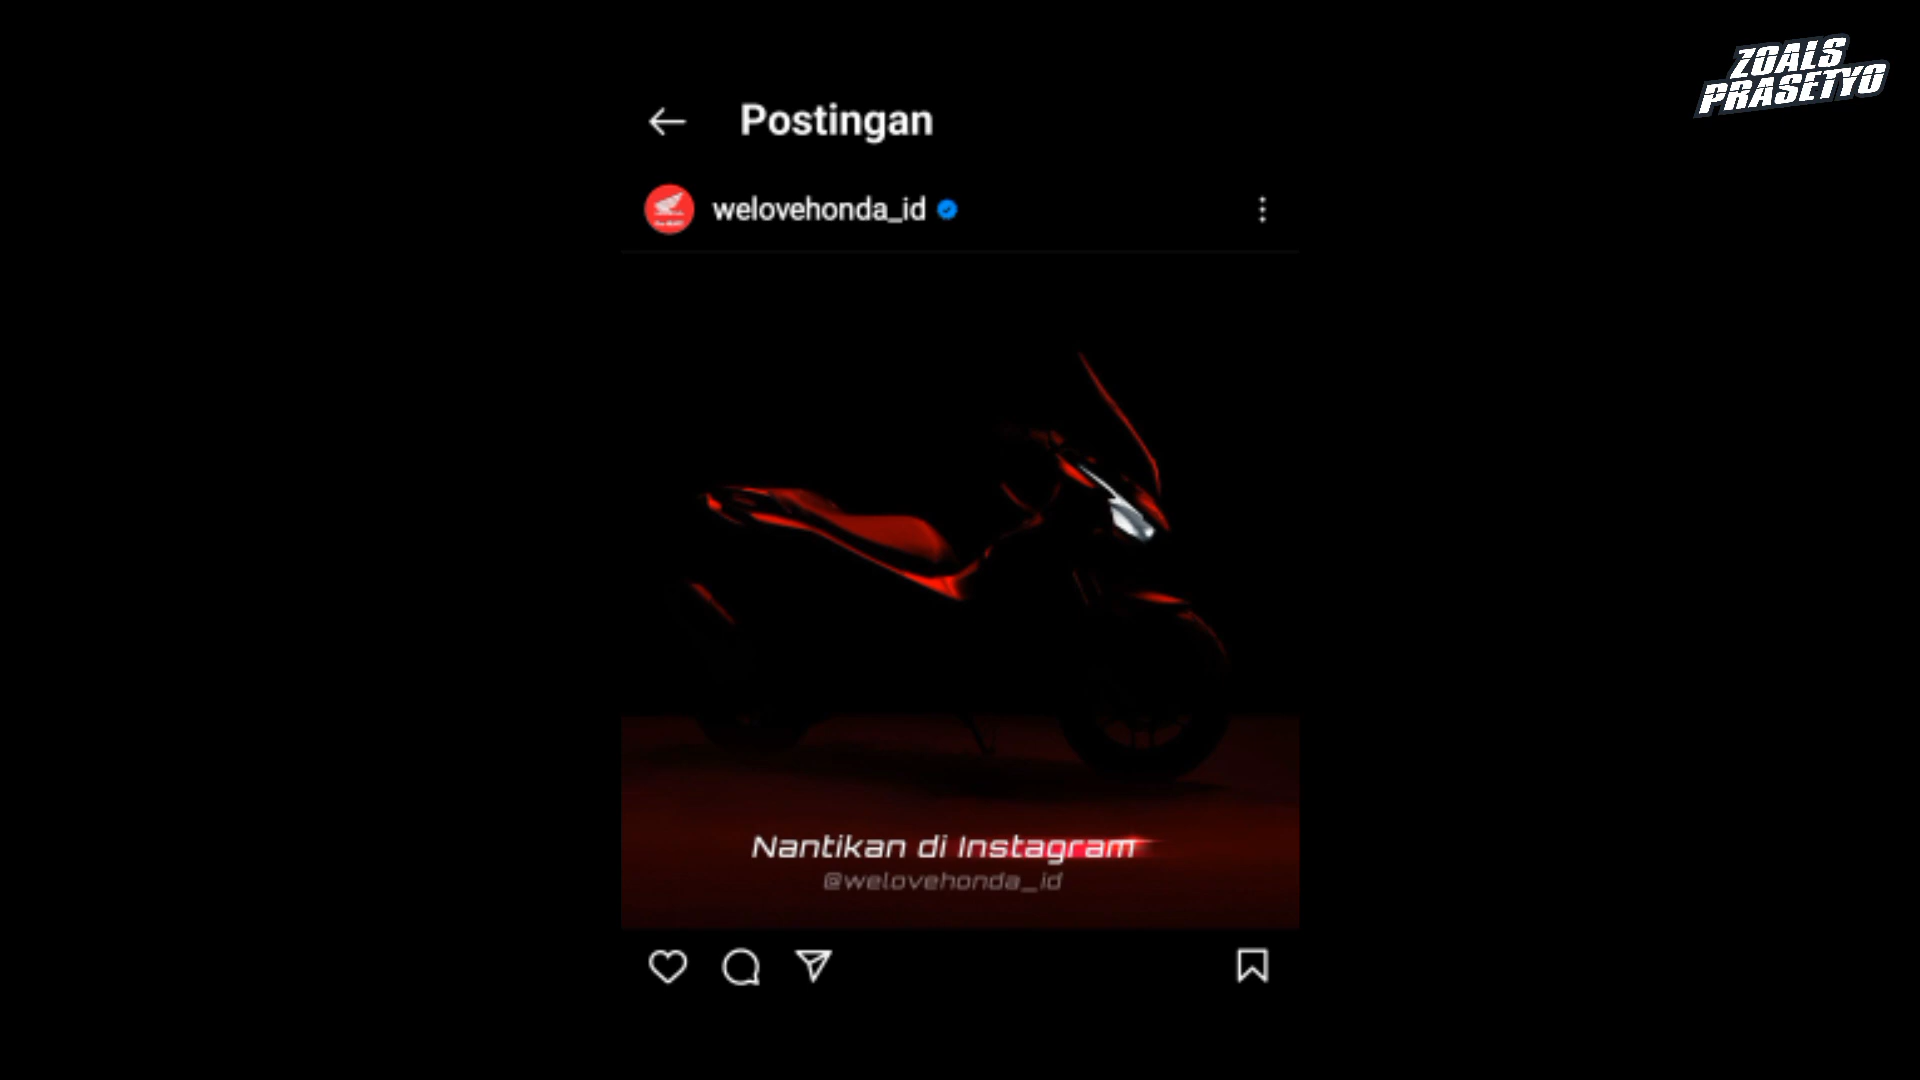 ZOALS
PRASETYO
Postingan
welovehonda_id
Nantikan di Instagram
@welovehonda_id